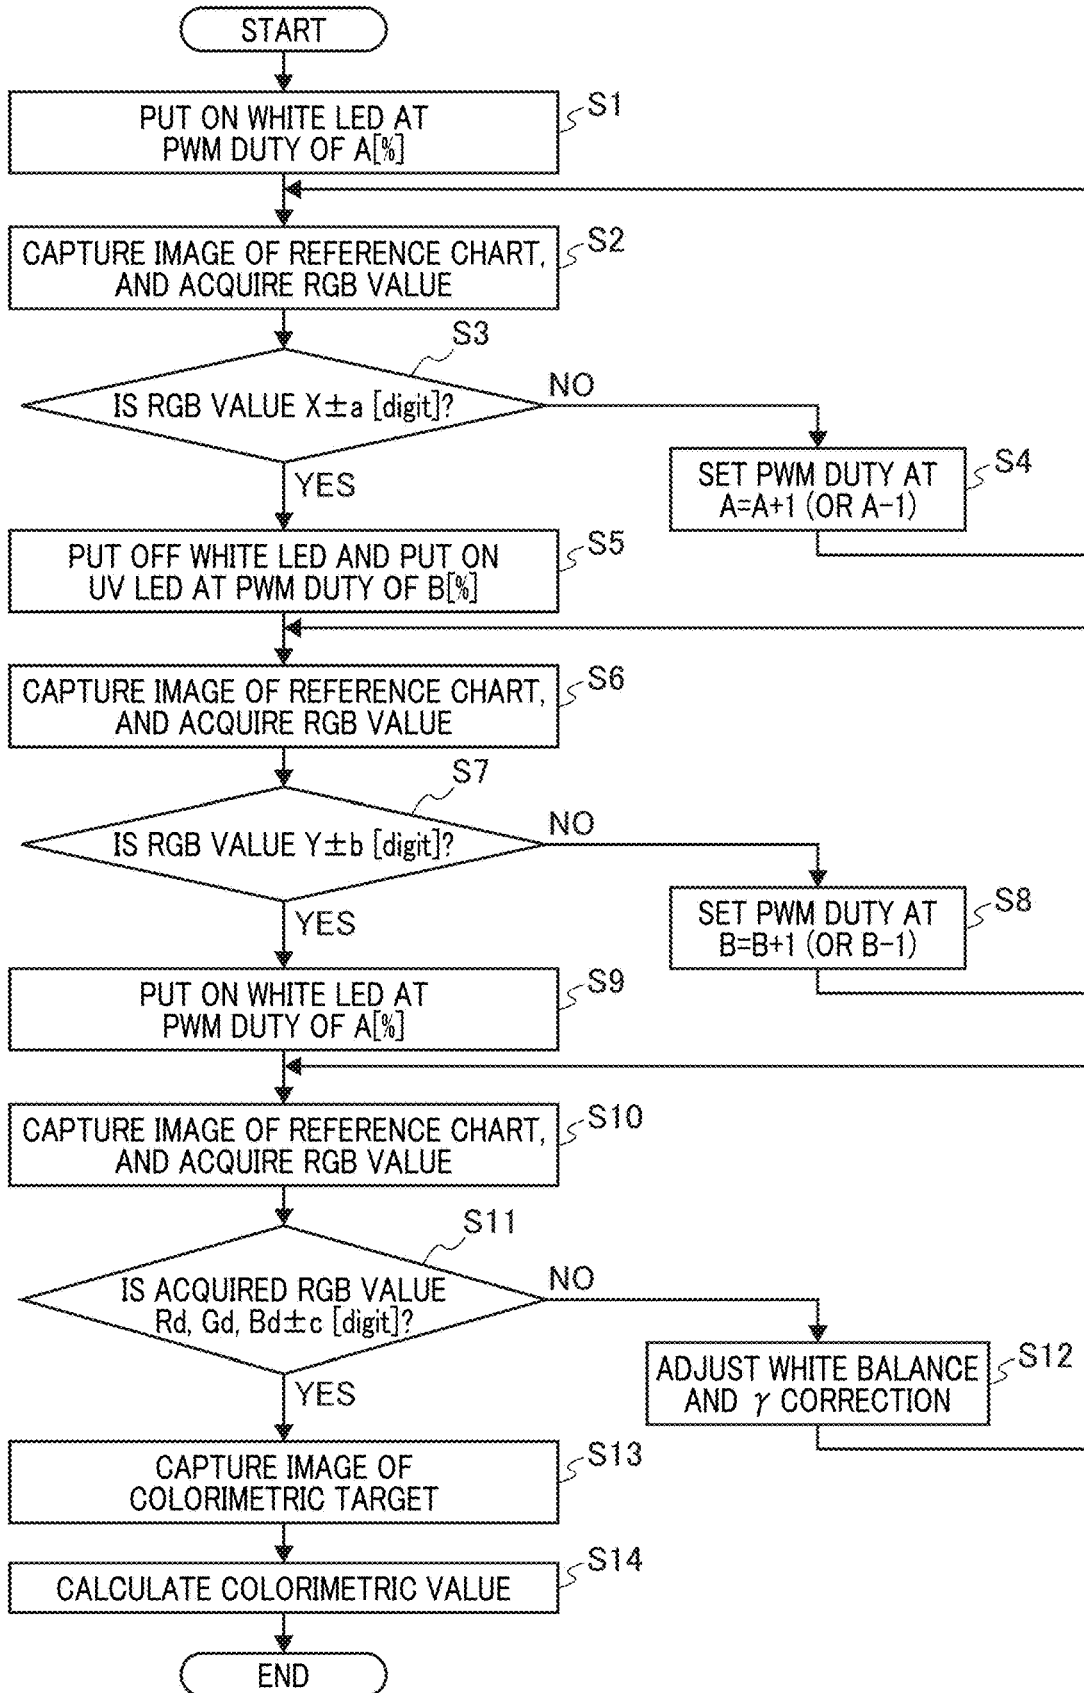 START
PUT ON WHITE LED AT
PWM DUTY OF A[%]
S1
CAPTURE IMAGE OF REFERENCE CHART,
AND ACQUIRE RGB VALUE
S2
S3
IS RGB VALUE X±a [digit]?
NO
YES
SET PWM DUTY AT
A=A+1 (OR A−1)
S4
PUT OFF WHITE LED AND PUT ON
UV LED AT PWM DUTY OF B[%]
S5
CAPTURE IMAGE OF REFERENCE CHART,
AND ACQUIRE RGB VALUE
S6
S7
IS RGB VALUE Y±b [digit]?
NO
YES
SET PWM DUTY AT
B=B+1 (OR B−1)
S8
PUT ON WHITE LED AT
PWM DUTY OF A[%]
S9
CAPTURE IMAGE OF REFERENCE CHART,
AND ACQUIRE RGB VALUE
S10
S11
IS ACQUIRED RGB VALUE
Rd, Gd, Bd±c [digit]?
NO
YES
ADJUST WHITE BALANCE
AND γ CORRECTION
S12
CAPTURE IMAGE OF
COLORIMETRIC TARGET
S13
CALCULATE COLORIMETRIC VALUE
S14
END